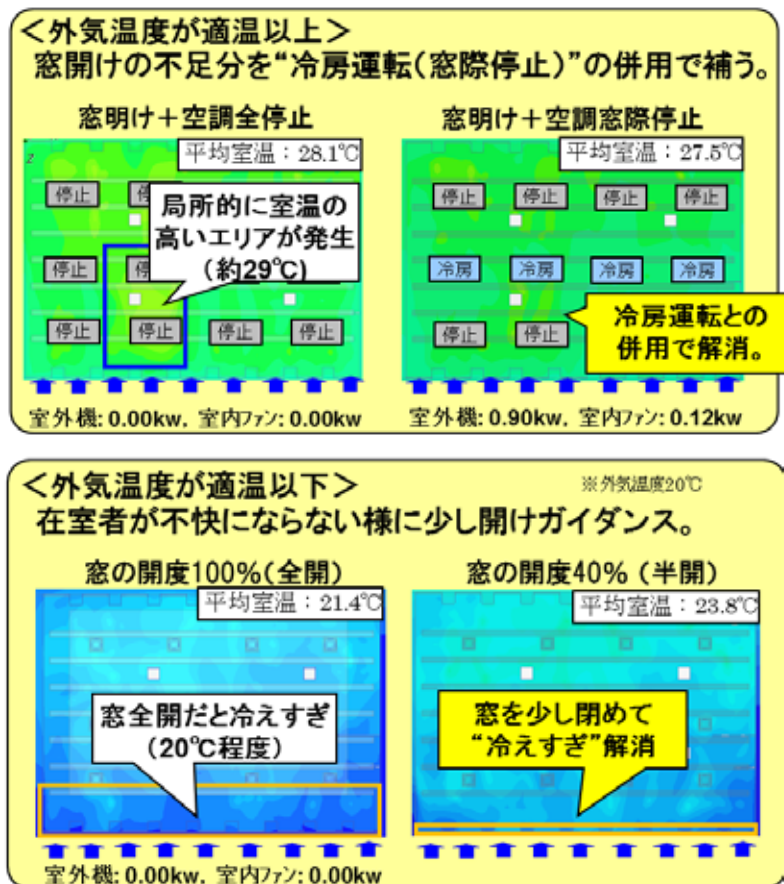 ＜外気温度が適温以上＞
窓開けの不足分を“冷房運転（窓際停止）”の併用で補う。
窓明け＋空調全停止
窓明け＋空調窓際停止
平均室温：28.1℃
平均室温：27.5℃
停止
停止 停止 停止 停止
局所的に室温の
高いエリアが発生
（約29℃）
停止
冷房 冷房 冷房 冷房
停止 停止 停止 停止
停止 停止
冷房運転との
併用で解消。
室外機:0.00kw, 室内ファン:0.00kw
室外機:0.90kw, 室内ファン:0.12kw
＜外気温度が適温以下＞
※外気温度20℃
在室者が不快にならない様に少し開けガイダンス。
窓の開度100%（全開）
窓の開度40%（半開）
平均室温：21.4℃
平均室温：23.8℃
窓全開だと冷えすぎ
（20℃程度）
窓を少し閉めて
“冷えすぎ”解消
室外機:0.00kw, 室内ファン:0.00kw